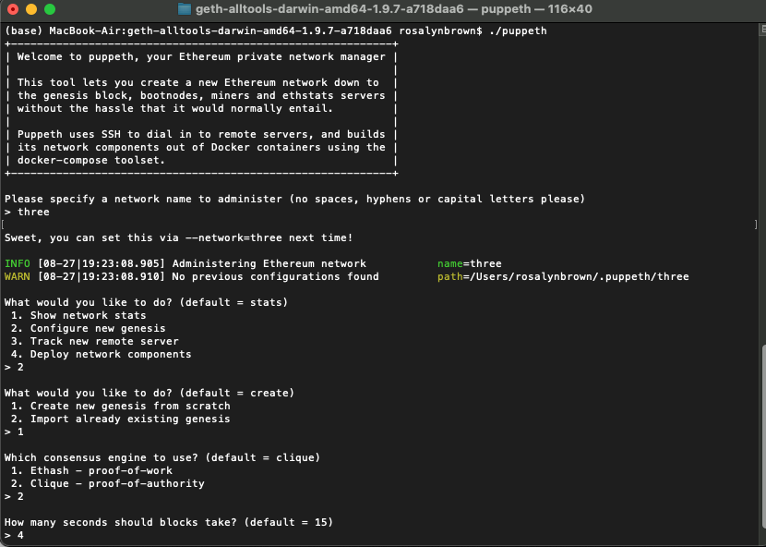 geth-alltools-darwin-amd64-1.9.7-a718daa6 — puppeth — 116×40
(base) MacBook-Air:geth-alltools-darwin-amd64-1.9.7-a718daa6 rosalynbrown$ ./puppeth
+-----------------------------------------------------------+
| Welcome to puppeth, your Ethereum private network manager |
|                                                           |
| This tool lets you create a new Ethereum network down to  |
| the genesis block, bootnodes, miners and ethstats servers |
| without the hassle that it would normally entail.         |
|                                                           |
| Puppeth uses SSH to dial in to remote servers, and builds |
| its network components out of Docker containers using the |
| docker-compose toolset.                                   |
+-----------------------------------------------------------+
Please specify a network name to administer (no spaces, hyphens or capital letters please)
> three
Sweet, you can set this via --network=three next time!
INFO [08-27|19:23:08.905] Administering Ethereum network           name=three
WARN [08-27|19:23:08.910] No previous configurations found         path=/Users/rosalynbrown/.puppeth/three
What would you like to do? (default = stats)
1. Show network stats
2. Configure new genesis
3. Track new remote server
4. Deploy network components
> 2
What would you like to do? (default = create)
1. Create new genesis from scratch
2. Import already existing genesis
> 1
Which consensus engine to use? (default = clique)
1. Ethash - proof-of-work
2. Clique - proof-of-authority
> 2
How many seconds should blocks take? (default = 15)
> 4